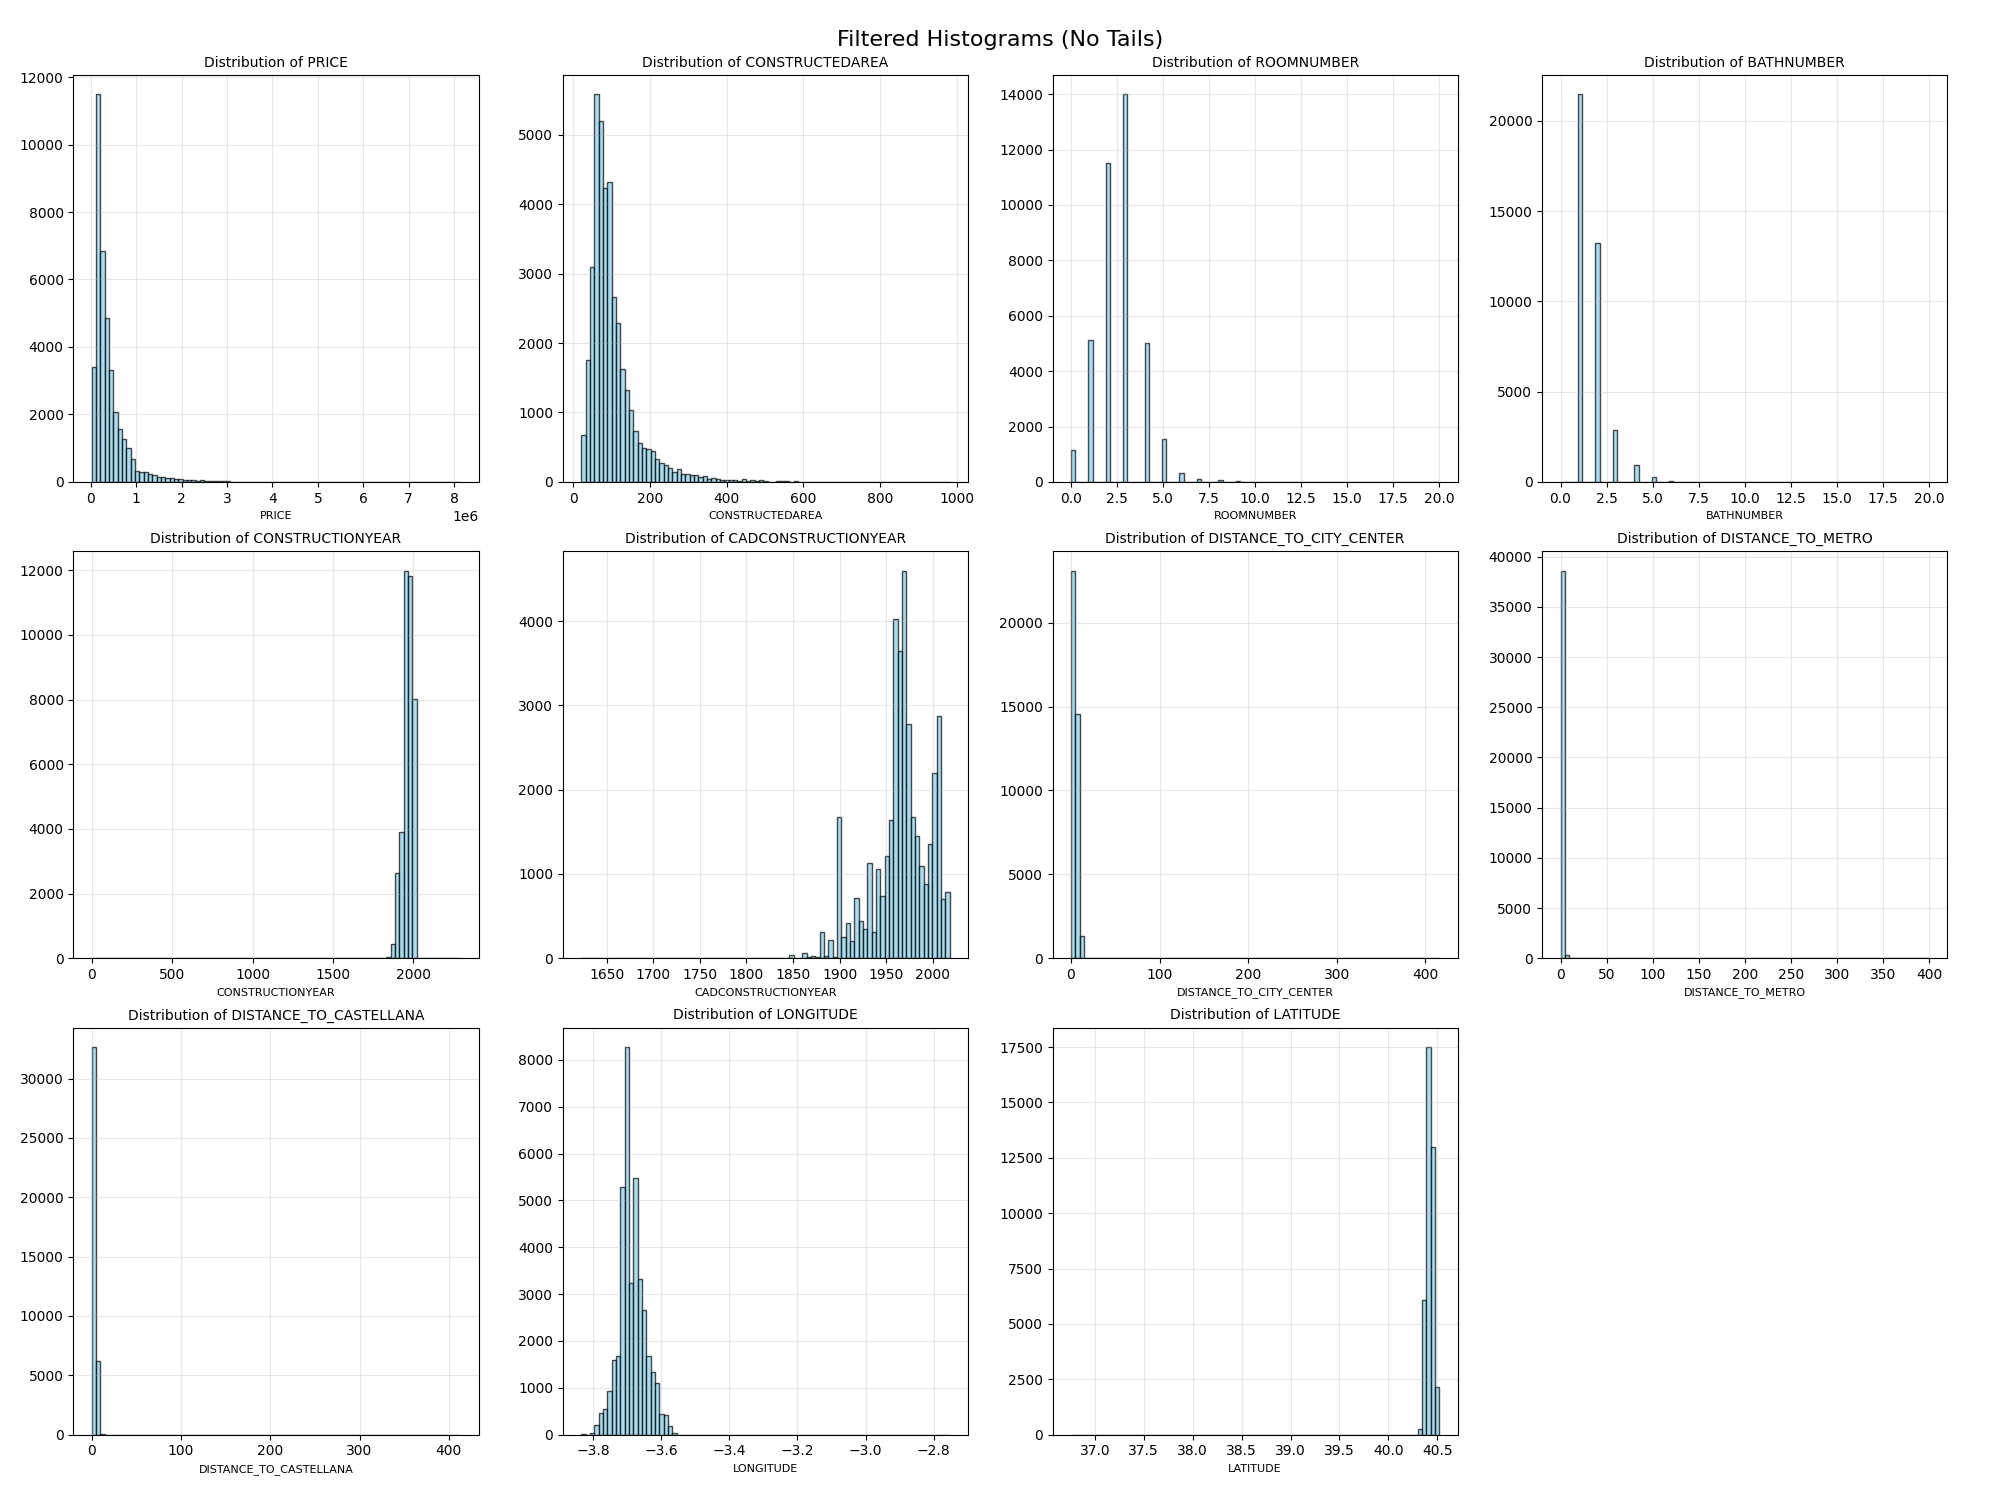 Filtered Histograms (No Tails)
Distribution of PRICE
12000
10000
8000
6000
4000
2000
0
0 1 2 3 4 5 6 7 8
1e6
PRICE
Distribution of CONSTRUCTEDAREA
5000
4000
3000
2000
1000
0
0 200 400 600 800 1000
CONSTRUCTEDAREA
Distribution of ROOMNUMBER
14000
12000
10000
8000
6000
4000
2000
0
0.0 2.5 5.0 7.5 10.0 12.5 15.0 17.5 20.0
ROOMNUMBER
Distribution of BATHNUMBER
20000
15000
10000
5000
0
0.0 2.5 5.0 7.5 10.0 12.5 15.0 17.5 20.0
BATHNUMBER
Distribution of CONSTRUCTIONYEAR
12000
10000
8000
6000
4000
2000
0
0 500 1000 1500 2000
CONSTRUCTIONYEAR
Distribution of CADCONSTRUCTIONYEAR
4000
3000
2000
1000
0
1650 1700 1750 1800 1850 1900 1950 2000
CADCONSTRUCTIONYEAR
Distribution of DISTANCE_TO_CITY_CENTER
20000
15000
10000
5000
0
0 100 200 300 400
DISTANCE_TO_CITY_CENTER
Distribution of DISTANCE_TO_METRO
40000
35000
30000
25000
20000
15000
10000
5000
0
0 50 100 150 200 250 300 350 400
DISTANCE_TO_METRO
Distribution of DISTANCE_TO_CASTELLANA
30000
25000
20000
15000
10000
5000
0
0 100 200 300 400
DISTANCE_TO_CASTELLANA
Distribution of LONGITUDE
8000
7000
6000
5000
4000
3000
2000
1000
0
−3.8 −3.6 −3.4 −3.2 −3.0 −2.8
LONGITUDE
Distribution of LATITUDE
17500
15000
12500
10000
7500
5000
2500
0
37.0 37.5 38.0 38.5 39.0 39.5 40.0 40.5
LATITUDE